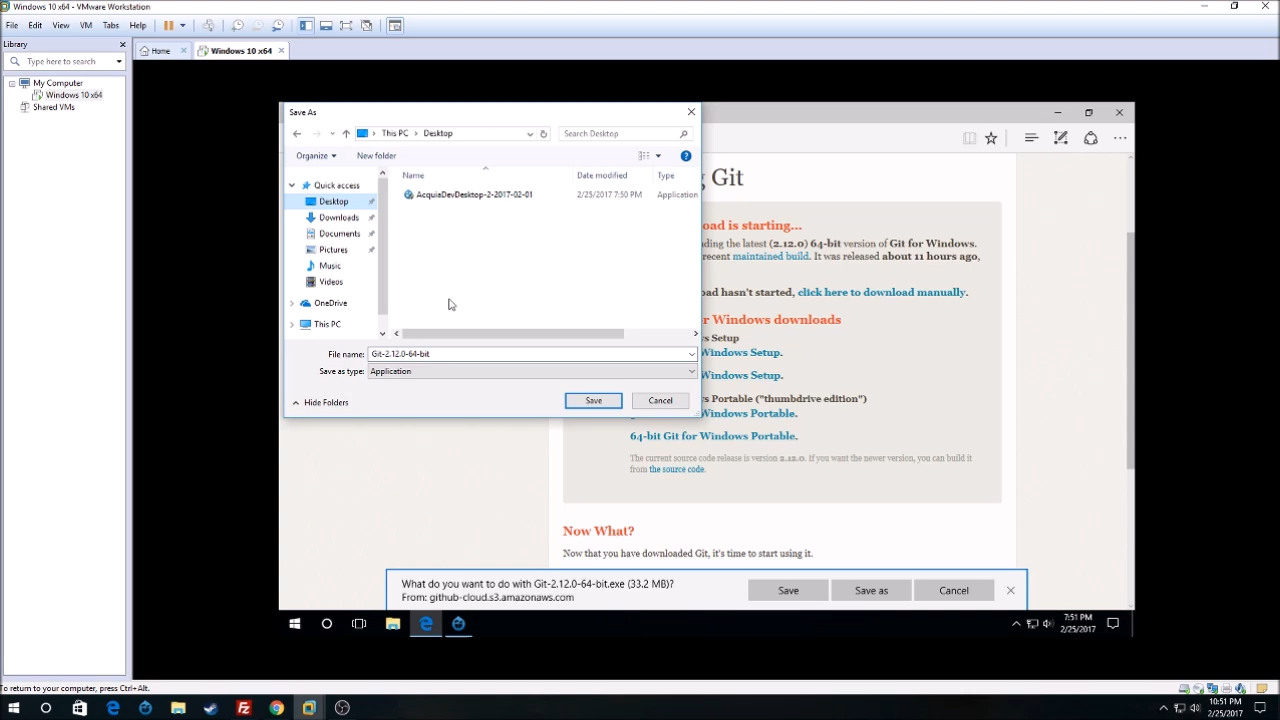 Windows 10 x64 - VMware Workstation
File Edit View VM Tabs Help
Library
Type here to search
My Computer
Windows 10 x64
Shared VMs
Home
Windows 10 x64
Save As
This PC > Desktop
Search Desktop
Organize
New folder
Name Date modified Type
AcquiaDevDesktop-2-2017-02-01 2/25/2017 7:50 PM Application
Quick access
Desktop
Downloads
Documents
Pictures
Music
Videos
OneDrive
This PC
File name: Git-2.12.0-64-bit
Save as type: Application
Hide Folders
Save
Cancel
Git
oad is starting...
ding the latest (2.12.0) 64-bit version of Git for Windows.
recent maintained build. It was released about 11 hours ago,
oad hasn't started, click here to download manually.
r Windows downloads
s Setup
Windows Setup.
Windows Setup.
s Portable ("thumbdrive edition")
Windows Portable.
64-bit Git for Windows Portable.
The current source code release is version 2.12.0. If you want the newer version, you can build it
from the source code.
Now What?
Now that you have downloaded Git, it's time to start using it.
What do you want to do with Git-2.12.0-64-bit.exe (33.2 MB)?
From: github-cloud.s3.amazonaws.com
Save
Save as
Cancel
7:51 PM
2/25/2017
To return to your computer, press Ctrl+Alt.
10:51 PM
2/25/2017